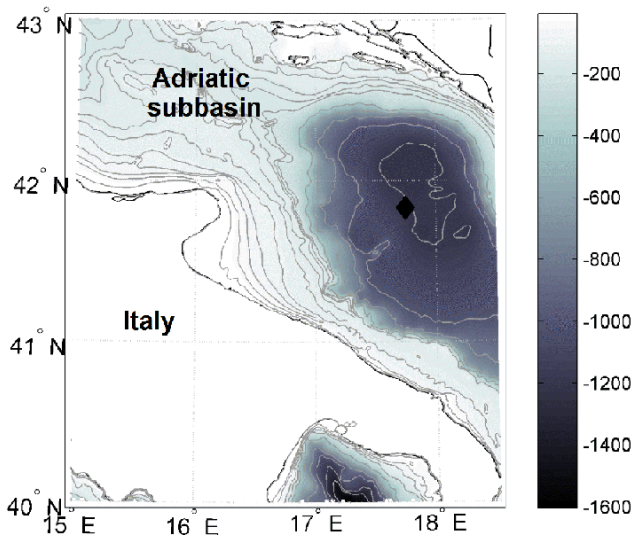 43° N
Adriatic
subbasin
42° N
Italy
41° N
40° N
15° E
16° E
17° E
18° E
-200
-400
-600
-800
-1000
-1200
-1400
-1600